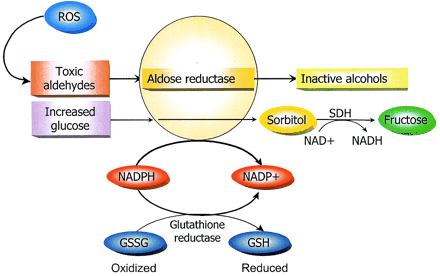 ROS
Toxic
aldehydes
Aldose reductase
Inactive alcohols
Increased
glucose
Sorbitol
SDH
Fructose
NAD+
NADH
NADPH
NADP+
Glutathione
reductase
GSSG
GSH
Oxidized
Reduced